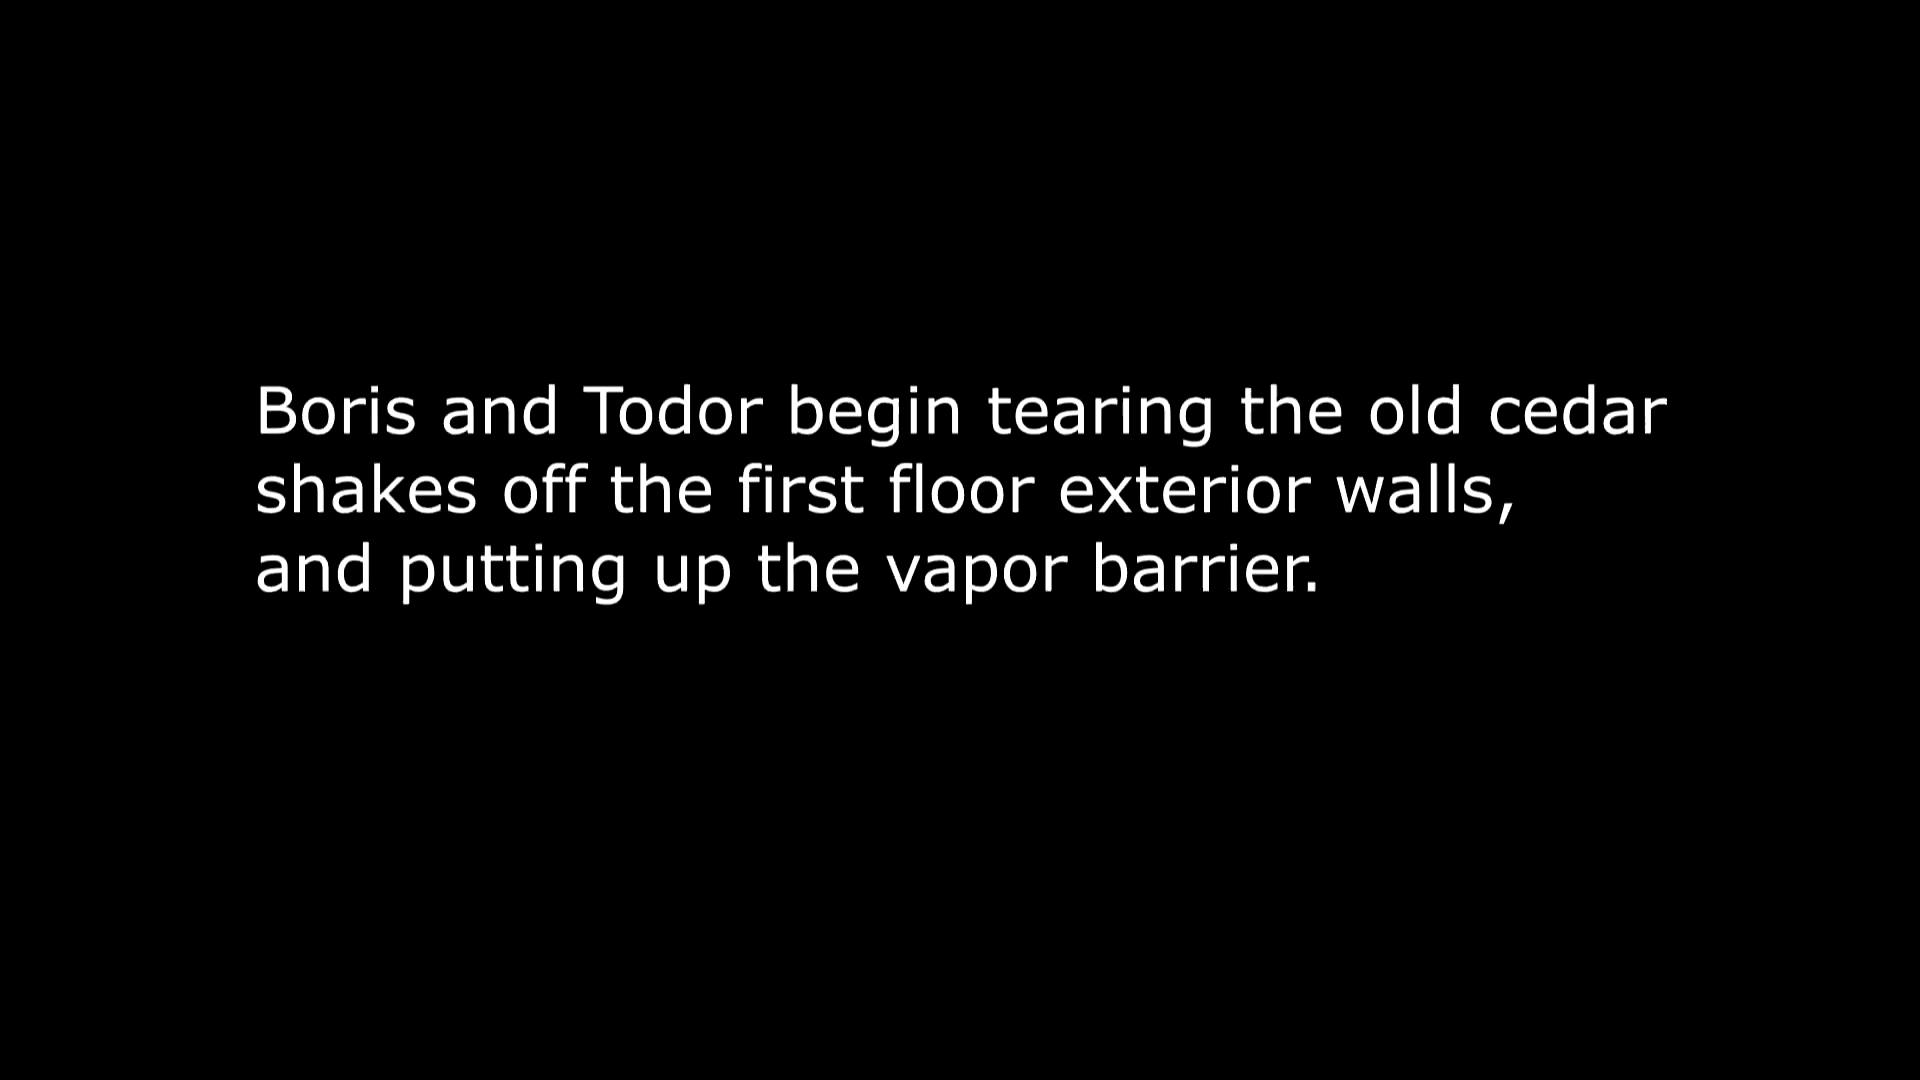 Boris and Todor begin tearing the old cedar
shakes off the first floor exterior walls,
and putting up the vapor barrier.